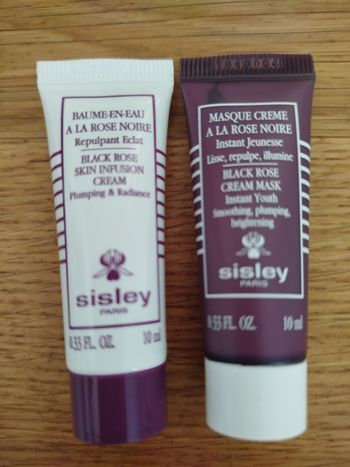 BAUME-EN-EAU
A LA ROSE NOIRE
Repulpant Eclat
BLACK ROSE
SKIN INFUSION
CREAM
Plumping & Radiance
sisley
PARIS
0.33 FL. OZ. 10 ml
MASQUE CREME
A LA ROSE NOIRE
Instant Jeunesse
Lisse, repulpe, illumine
BLACK ROSE
CREAM MASK
Instant Youth
Smoothing, plumping,
brightening
sisley
PARIS
0.33 FL. OZ. 10 ml